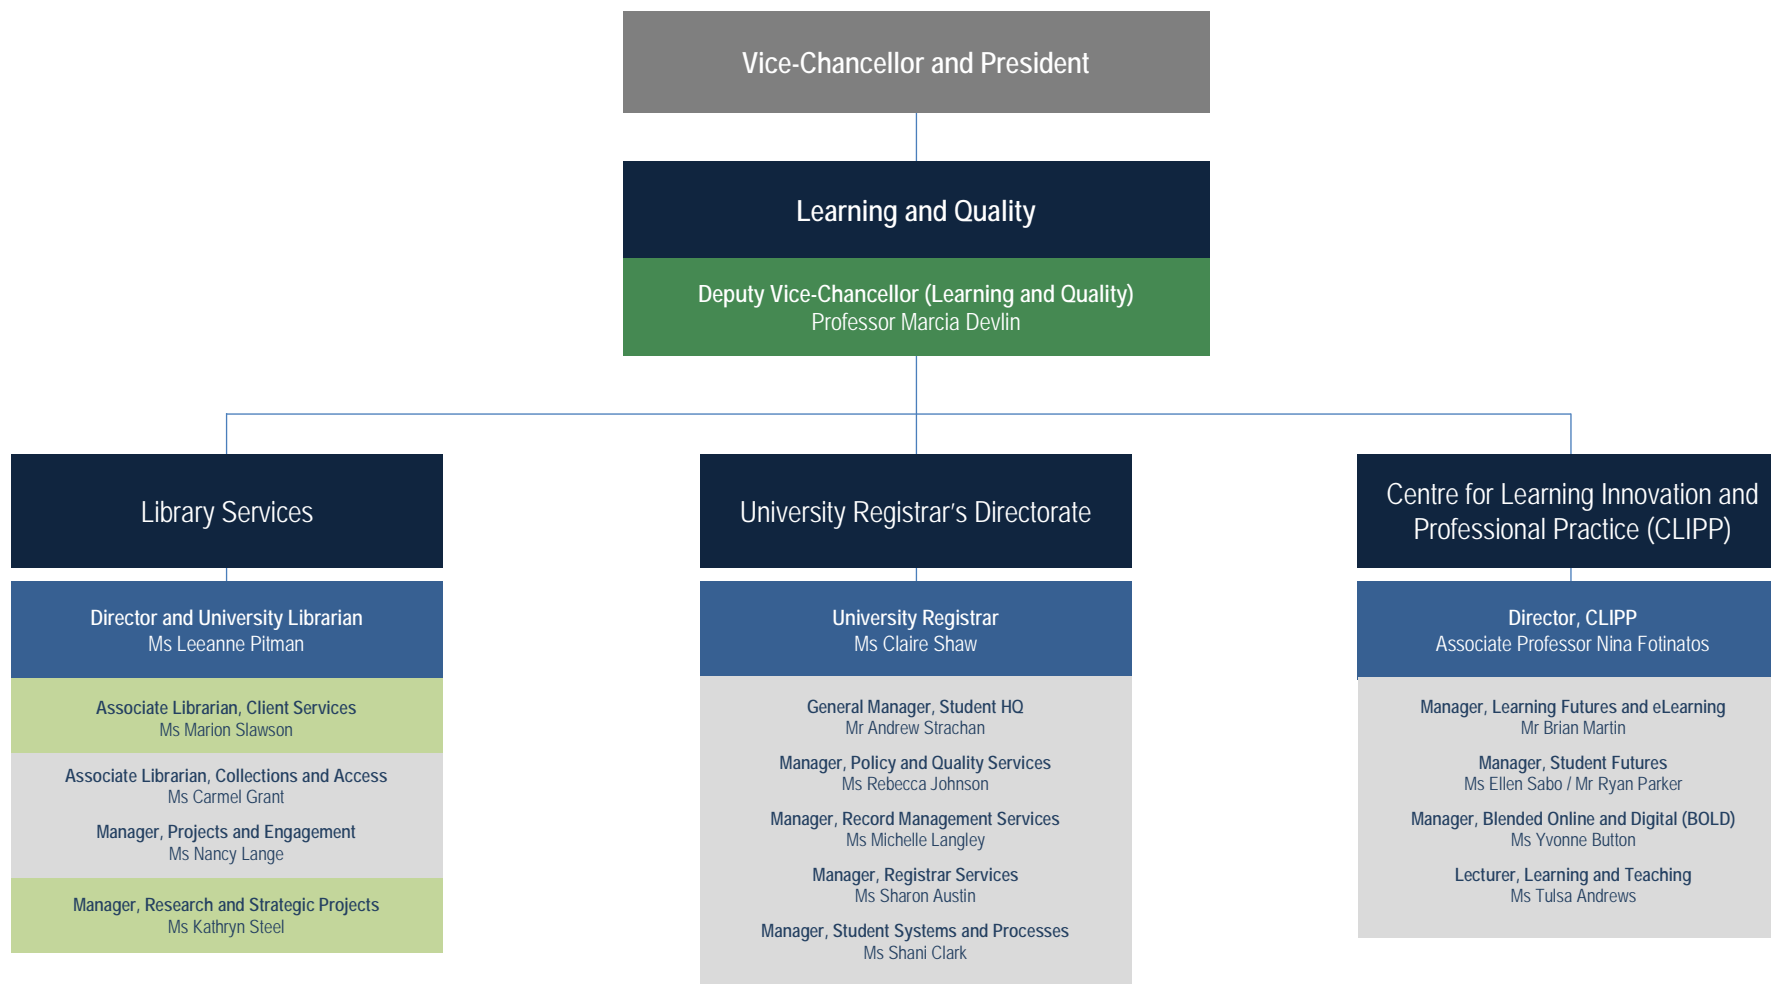 Vice-Chancellor and President
Learning and Quality
Deputy Vice-Chancellor (Learning and Quality)
Professor Marcia Devlin
Library Services
Director and University Librarian
Ms Leeanne Pitman
Associate Librarian, Client Services
Ms Marion Slawson
Associate Librarian, Collections and Access
Ms Carmel Grant
Manager, Projects and Engagement
Ms Nancy Lange
Manager, Research and Strategic Projects
Ms Kathryn Steel
University Registrar's Directorate
University Registrar
Ms Claire Shaw
General Manager, Student HQ
Mr Andrew Strachan
Manager, Policy and Quality Services
Ms Rebecca Johnson
Manager, Record Management Services
Ms Michelle Langley
Manager, Registrar Services
Ms Sharon Austin
Manager, Student Systems and Processes
Ms Shani Clark
Centre for Learning Innovation and
Professional Practice (CLIPP)
Director, CLIPP
Associate Professor Nina Fotinatos
Manager, Learning Futures and eLearning
Mr Brian Martin
Manager, Student Futures
Ms Ellen Sabo / Mr Ryan Parker
Manager, Blended Online and Digital (BOLD)
Ms Yvonne Button
Lecturer, Learning and Teaching
Ms Tulsa Andrews